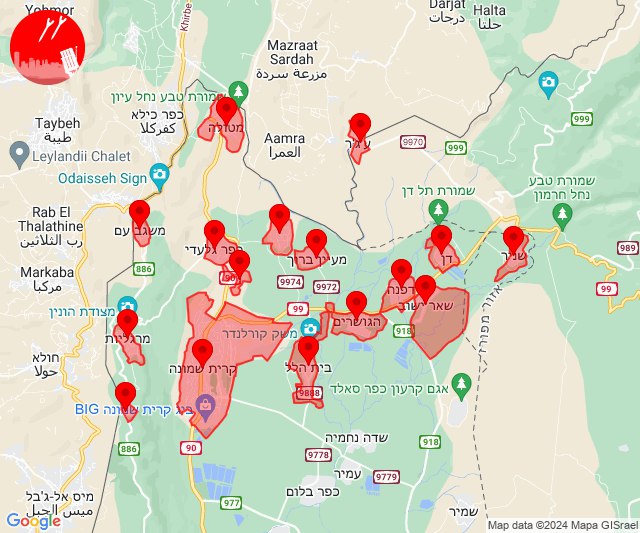 Yohmor
Khirbe
Darjat
درجات
Halta
حلتا
Mazraat
Sardah
مزرعة سردة
שמורת טבע נחל עיון
Taybeh
طيبة
כפר כילא
كفركلا
מטולה
Aamra
العمرا
9970
999
999
Leylandii Chalet
Odaisseh Sign
שמורת תל דן
שמורת טבע
נחל חרמון
Rab El
Thalathine
رب الثلاثين
משגב עם
כפר גלעדי
מעיין ברוך
דן
שניר
989
Markaba
مركبا
886
9974
9972
דפנה
99
99
מצודת הונין
שאר ישוב
הגושרים
משק קורלנדר
918
אזור מפורז
מרגליות
חולא
حولا
קרית שמונה
בית הלל
אגם קרעון כפר סאלד
9888
ביג קרית שמונה BIG
שדה נחמיה
886
90
9778
918
9779
עמיר
מיס אל-ג'בל
ميس الجبل
977
כפר בלום
שמיר
Google
Map data ©2024 Mapa GISrael